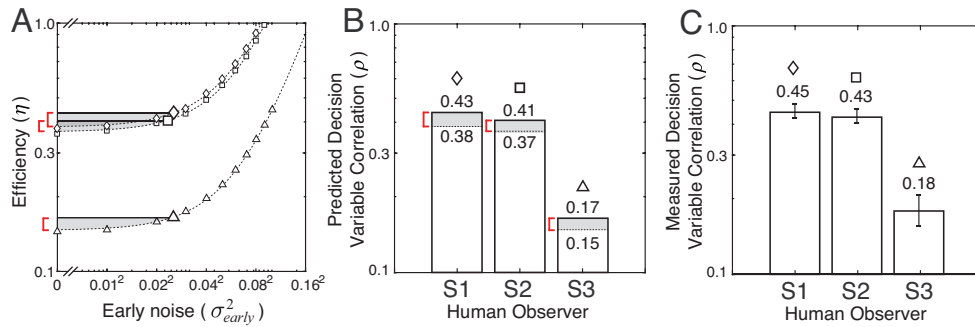 A
Efficiency (η)
1.0
0.3
0.1
0
0.01²
0.02²
0.04²
0.08²
0.16²
Early noise ( σ²early)
B
Predicted Decision
Variable Correlation (ρ)
1.0
0.3
0.1
0.43
0.38
0.41
0.37
0.17
0.15
S1 S2 S3
Human Observer
C
Measured Decision
Variable Correlation (ρ)
1.0
0.3
0.1
0.45
0.43
0.18
S1 S2 S3
Human Observer